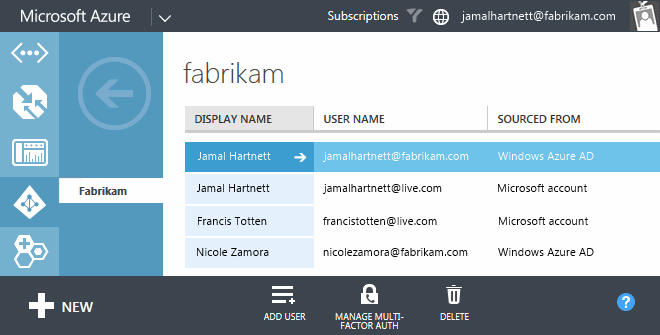 Microsoft Azure
Subscriptions
jamalhartnett@fabrikam.com
fabrikam
DISPLAY NAME USER NAME SOURCED FROM
Jamal Hartnett jamalhartnett@fabrikam.com Windows Azure AD
Jamal Hartnett jamalhartnett@live.com Microsoft account
Fabrikam
Francis Totten francistotten@live.com Microsoft account
Nicole Zamora nicolezamora@fabrikam.com Windows Azure AD
NEW
ADD USER
MANAGE MULTI-
FACTOR AUTH
DELETE
?